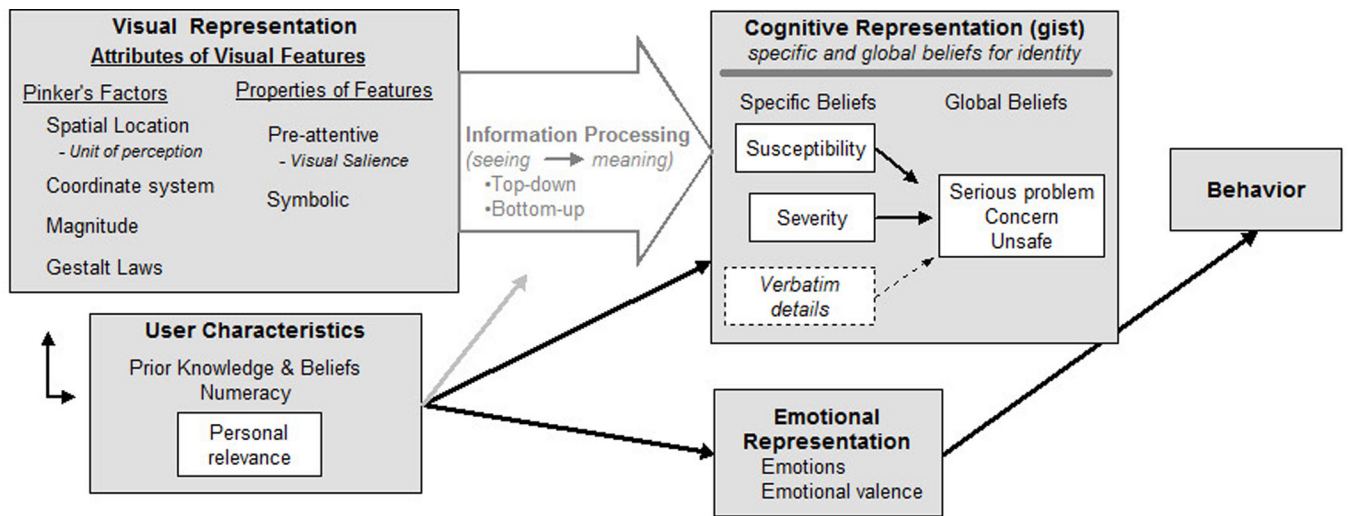 Visual Representation
Attributes of Visual Features
Pinker's Factors
Spatial Location
- Unit of perception
Coordinate system
Magnitude
Gestalt Laws
Properties of Features
Pre-attentive
- Visual Salience
Symbolic
Information Processing
(seeing → meaning)
•Top-down
•Bottom-up
Cognitive Representation (gist)
specific and global beliefs for identity
Specific Beliefs
Susceptibility
Severity
Verbatim
details
Global Beliefs
Serious problem
Concern
Unsafe
Behavior
User Characteristics
Prior Knowledge & Beliefs
Numeracy
Personal
relevance
Emotional
Representation
Emotions
Emotional valence